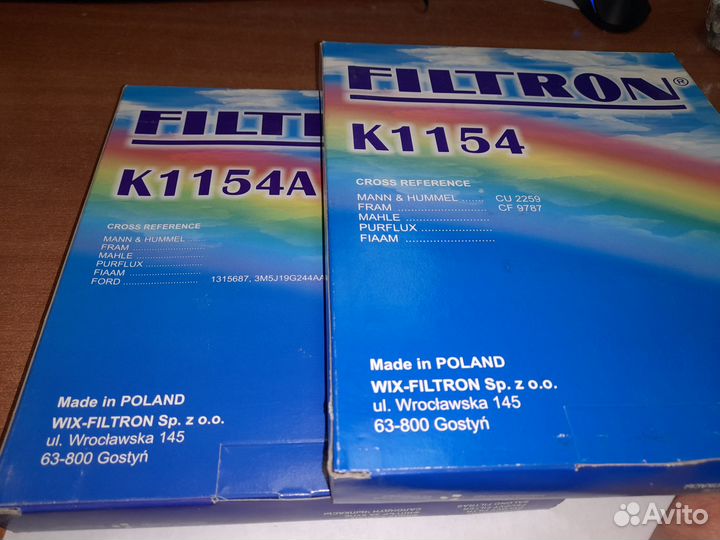 FILTRON®
K1154
CROSS REFERENCE
MANN & HUMMEL ...... CU 2259
FRAM ........................ CF 9787
MAHLE ......................
PURFLUX ..................
FIAAM ......................
Made in POLAND
WIX-FILTRON Sp. z o.o.
ul. Wrocławska 145
63-800 Gostyń
FILT
K1154A
CROSS REFERENCE
MANN & HUMMEL .....
FRAM ........................
MAHLE ......................
PURFLUX ..................
FIAAM ......................
FORD ........................ 1315687, 3M5J19G244AA
Made in POLAND
WIX-FILTRON Sp. z o.o.
ul. Wrocławska 145
63-800 Gostyń
Avito